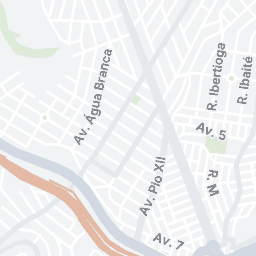 Av. Água Branca
R. Ibertioga
R. Ibaité
Av. 5
Av. Pio XII
R. M
Av. 7